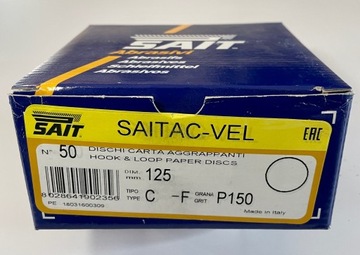 SAIT
Abrasivi
Abrasifs
Abrasives
Schleifmittel
Abrasivos
SAIT
SAITAC-VEL
EAC
N° 50
DISCHI CARTA AGGRAPPANTI
HOOK & LOOP PAPER DISCS
DIM. mm 125
TIPO TYPE C -F GRANA GRIT P150
8028641902356
PE 18031600309
Made in Italy